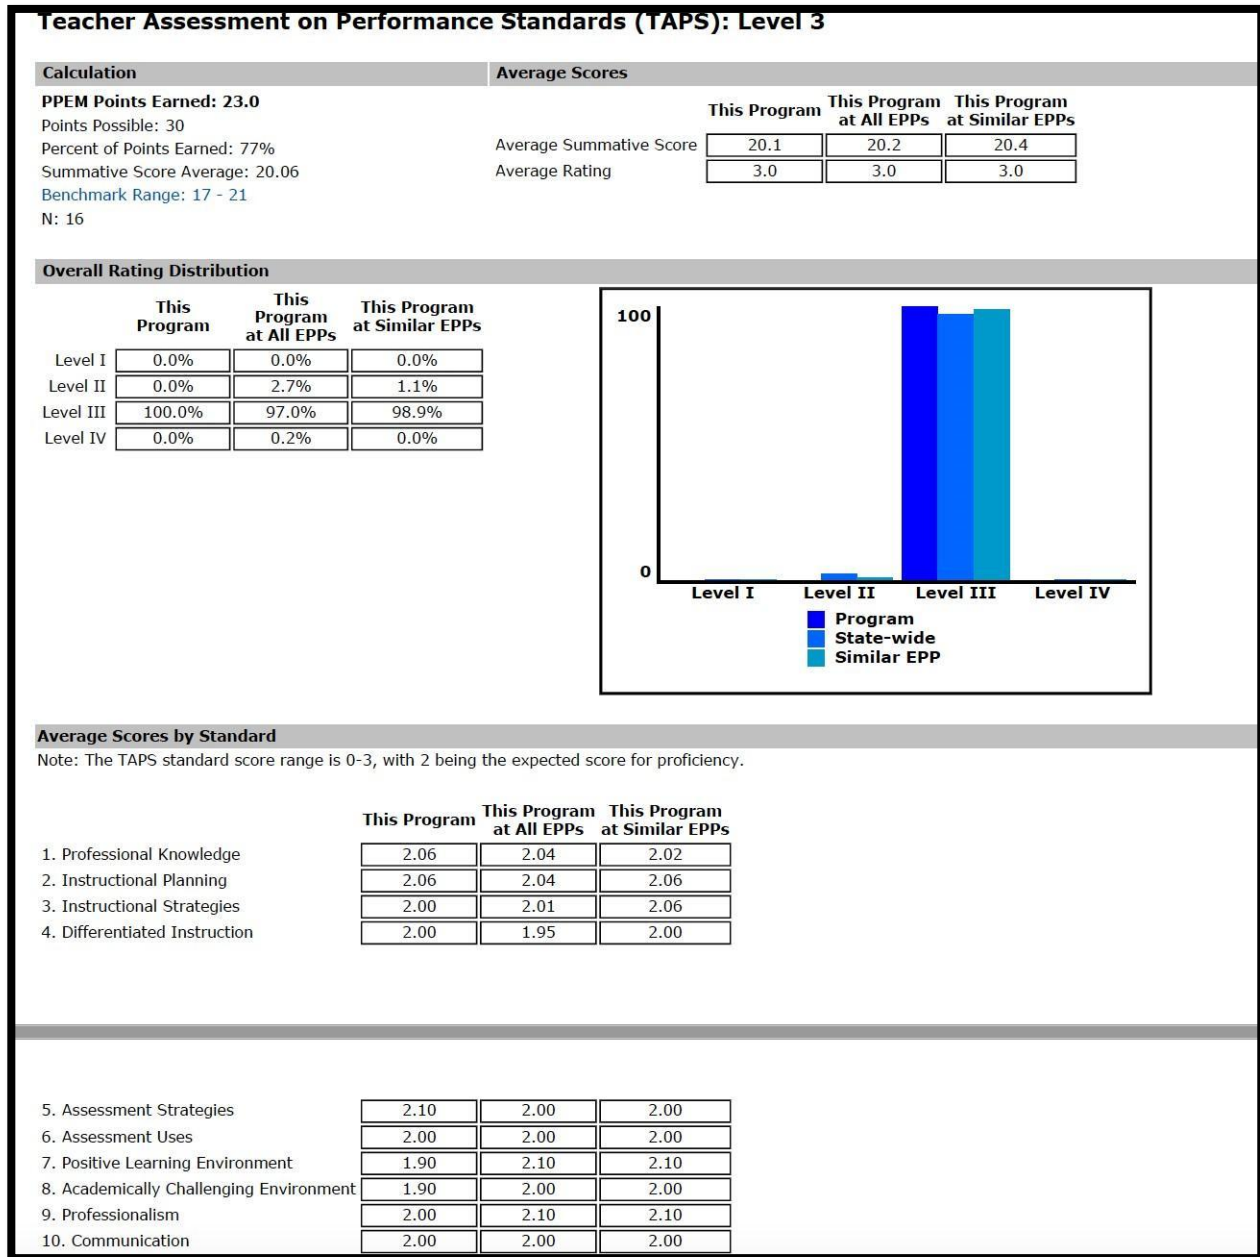 Teacher Assessment on Performance Standards (TAPS): Level 3
Calculation
PPEM Points Earned: 23.0
Points Possible: 30
Percent of Points Earned: 77%
Summative Score Average: 20.06
Benchmark Range: 17 - 21
N: 16
Average Scores
This Program This Program at All EPPs This Program at Similar EPPs
Average Summative Score 20.1 20.2 20.4
Average Rating 3.0 3.0 3.0
Overall Rating Distribution
This Program This Program at All EPPs This Program at Similar EPPs
Level I 0.0% 0.0% 0.0%
Level II 0.0% 2.7% 1.1%
Level III 100.0% 97.0% 98.9%
Level IV 0.0% 0.2% 0.0%
100
0
Level I Level II Level III Level IV
Program
State-wide
Similar EPP
Average Scores by Standard
Note: The TAPS standard score range is 0-3, with 2 being the expected score for proficiency.
This Program This Program at All EPPs This Program at Similar EPPs
1. Professional Knowledge 2.06 2.04 2.02
2. Instructional Planning 2.06 2.04 2.06
3. Instructional Strategies 2.00 2.01 2.06
4. Differentiated Instruction 2.00 1.95 2.00
5. Assessment Strategies 2.10 2.00 2.00
6. Assessment Uses 2.00 2.00 2.00
7. Positive Learning Environment 1.90 2.10 2.10
8. Academically Challenging Environment 1.90 2.00 2.00
9. Professionalism 2.00 2.10 2.10
10. Communication 2.00 2.00 2.00